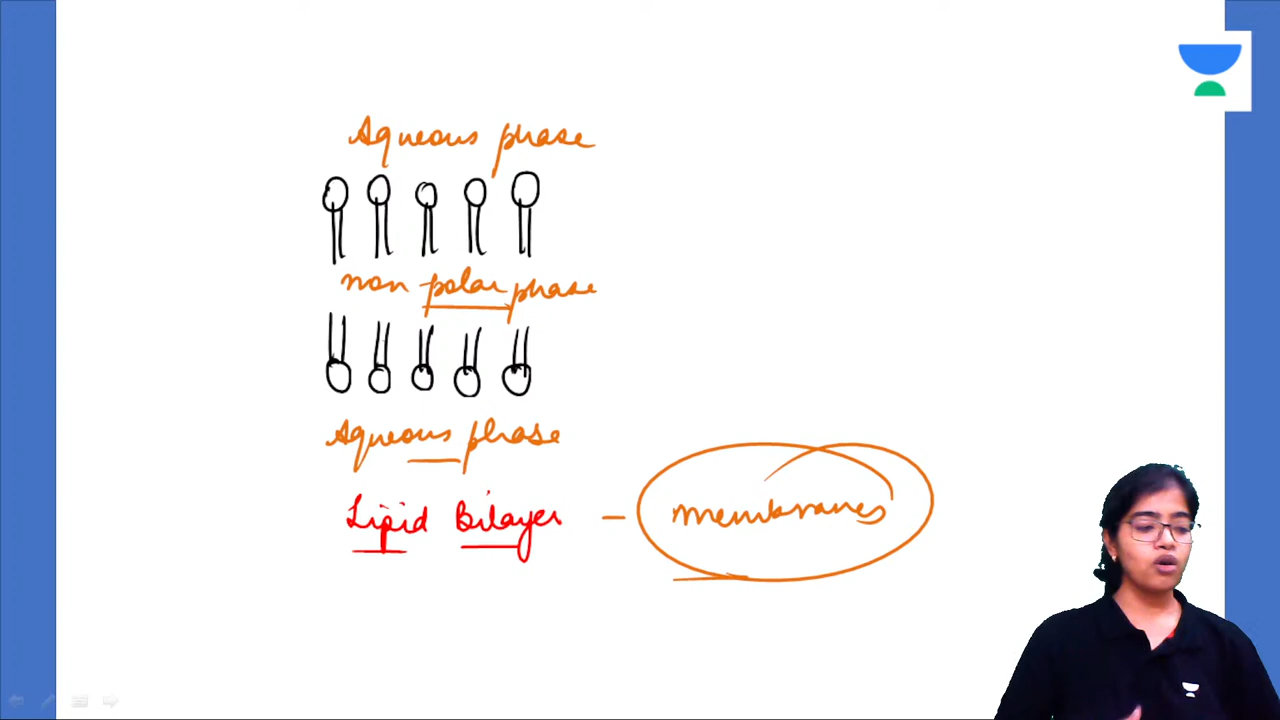 Aqueous phase
non polar phase
Aqueous phase
Lipid Bilayer - membranes